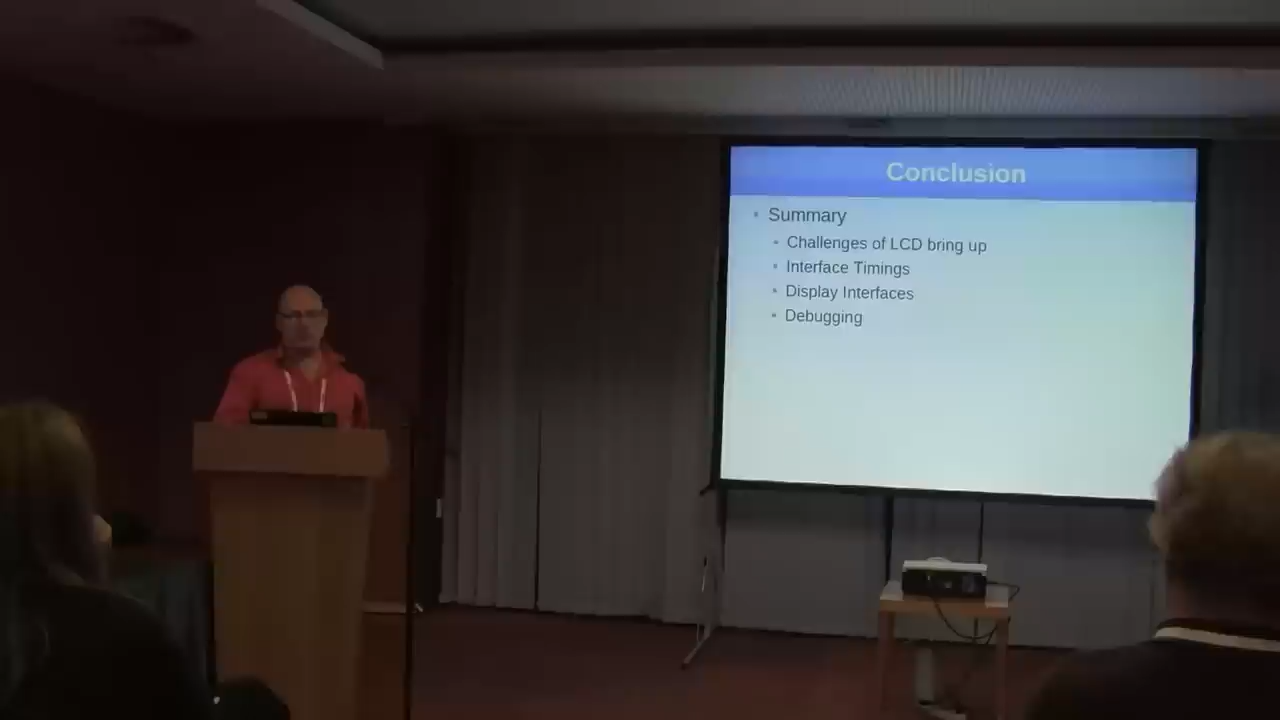 Conclusion
Summary
Challenges of LCD bring up
Interface Timings
Display Interfaces
Debugging